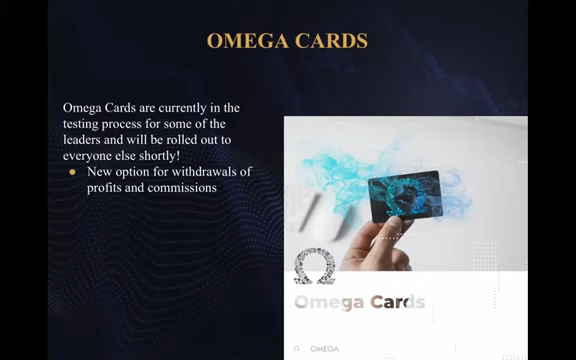 OMEGA CARDS
Omega Cards are currently in the
testing process for some of the
leaders and will be rolled out to
everyone else shortly!
New option for withdrawals of
profits and commissions
Omega Cards
Ω OMEGA